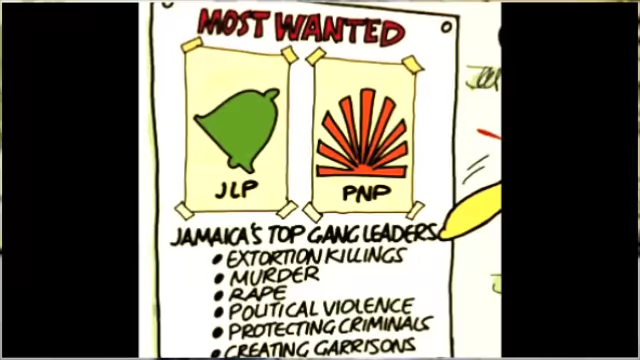 MOST WANTED
JLP
PNP
JAMAICA'S TOP GANG LEADERS
• EXTORTION KILLINGS
• MURDER
• RAPE
• POLITICAL VIOLENCE
• PROTECTING CRIMINALS
• CREATING GARRISONS